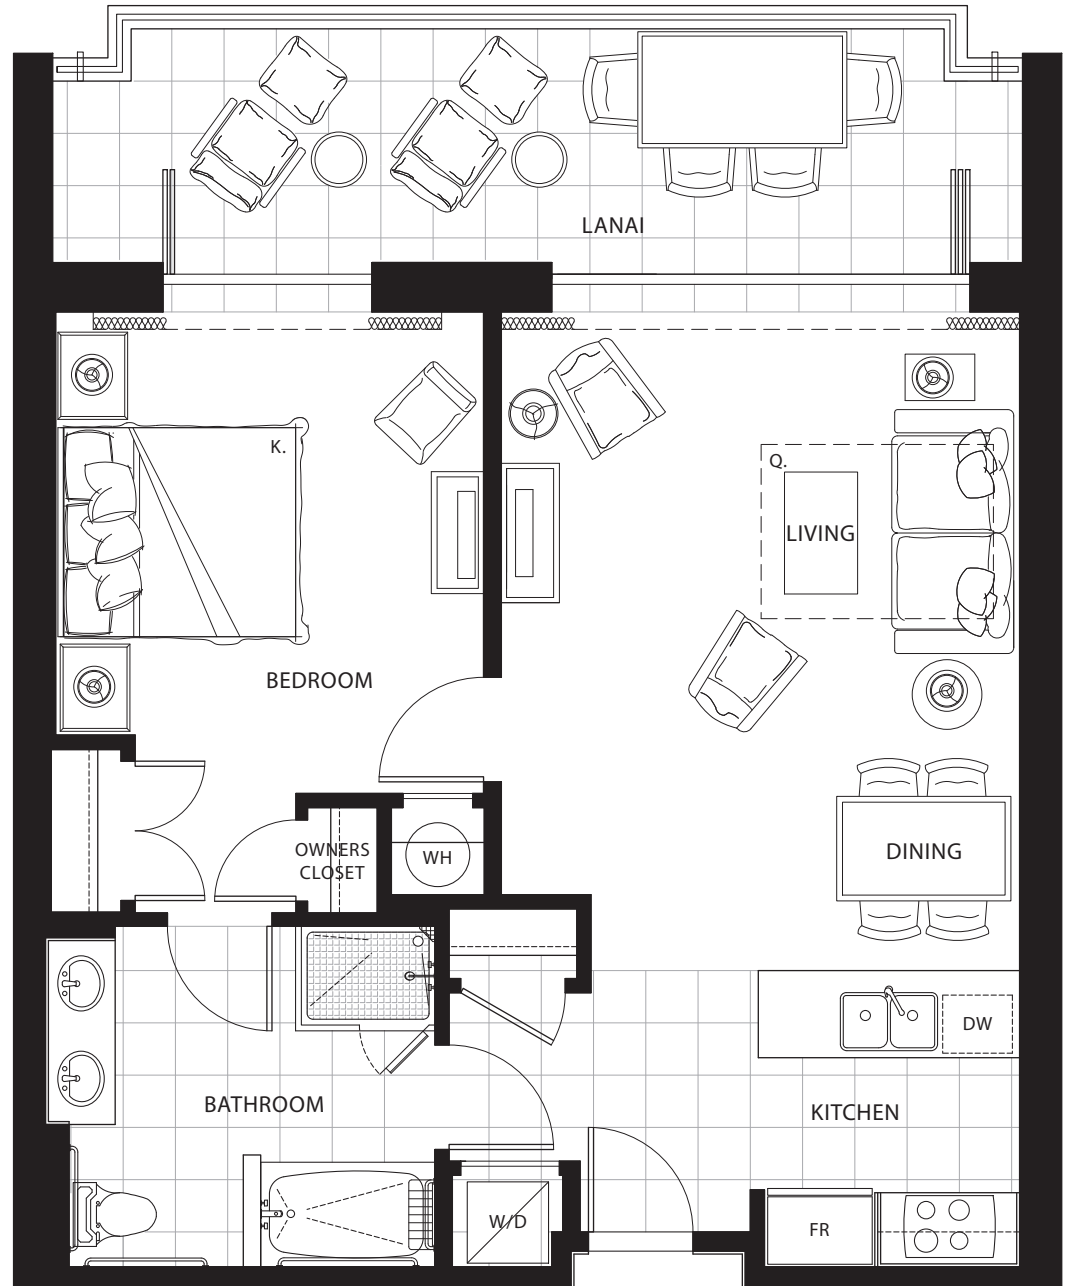 LANAI
K.
Q.
LIVING
BEDROOM
OWNERS
CLOSET
WH
DINING
DW
BATHROOM
KITCHEN
W/D
FR